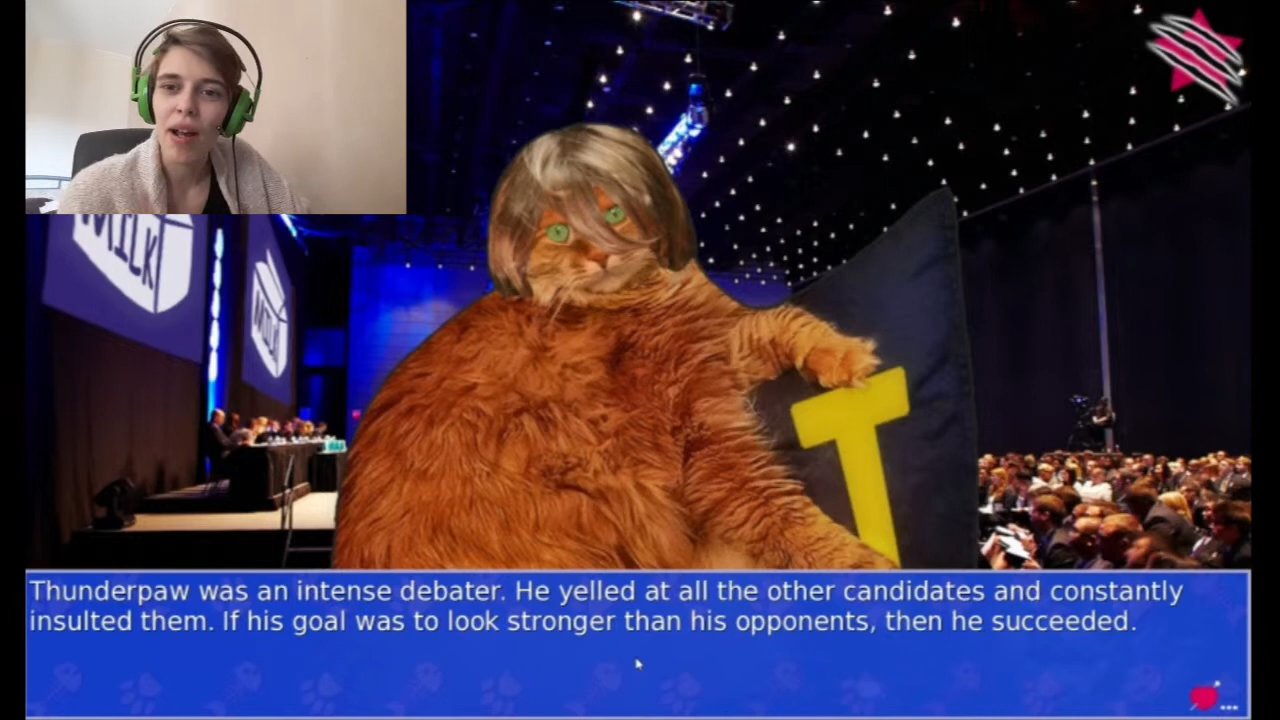 MILK
MILK
T
Thunderpaw was an intense debater. He yelled at all the other candidates and constantly
insulted them. If his goal was to look stronger than his opponents, then he succeeded.
...